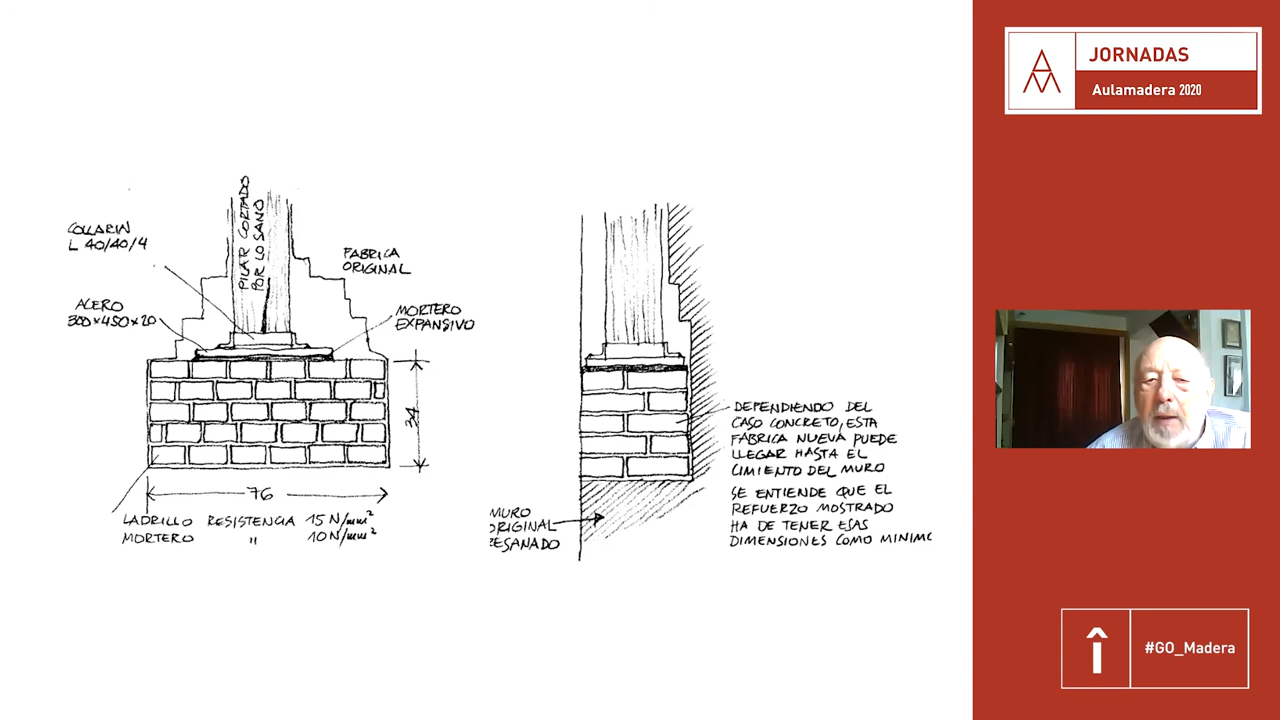 COLLARIN
L 40/40/4
PILAR CORTADO
POR LO SANO
FABRICA
ORIGINAL
ACERO
300×450×20
MORTERO
EXPANSIVO
34
76
LADRILLO RESISTENCIA 15 N/mm²
MORTERO " 10 N/mm²
DEPENDIENDO DEL
CASO CONCRETO, ESTA
FÁBRICA NUEVA PUEDE
LLEGAR HASTA EL
CIMIENTO DEL MURO
SE ENTIENDE QUE EL
REFUERZO MOSTRADO
HA DE TENER ESAS
DIMENSIONES COMO MINIMO
MURO
ORIGINAL
RESANADO
JORNADAS
Aulamadera 2020
#GO_Madera